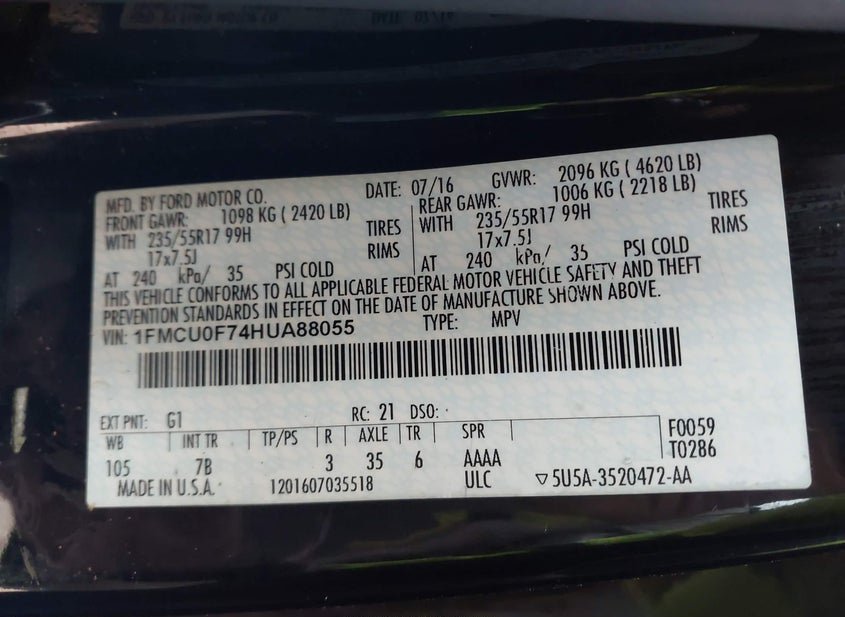 MFD. BY FORD MOTOR CO. DATE: 07/16 GVWR: 2096 KG ( 4620 LB)
FRONT GAWR: 1098 KG ( 2420 LB) REAR GAWR: 1006 KG ( 2218 LB)
WITH 235/55R17 99H TIRES WITH 235/55R17 99H TIRES
17x7.5J RIMS 17x7.5J RIMS
AT 240 kPa/ 35 PSI COLD AT 240 kPa/ 35 PSI COLD
THIS VEHICLE CONFORMS TO ALL APPLICABLE FEDERAL MOTOR VEHICLE SAFETY AND THEFT
PREVENTION STANDARDS IN EFFECT ON THE DATE OF MANUFACTURE SHOWN ABOVE.
VIN: 1FMCU0F74HUA88055 TYPE: MPV
EXT PNT: G1 RC: 21 DSO:
WB INT TR TP/PS R AXLE TR SPR F0059
105 7B 3 35 6 AAAA T0286
MADE IN U.S.A. 1201607035518 ULC ▽5U5A-3520472-AA